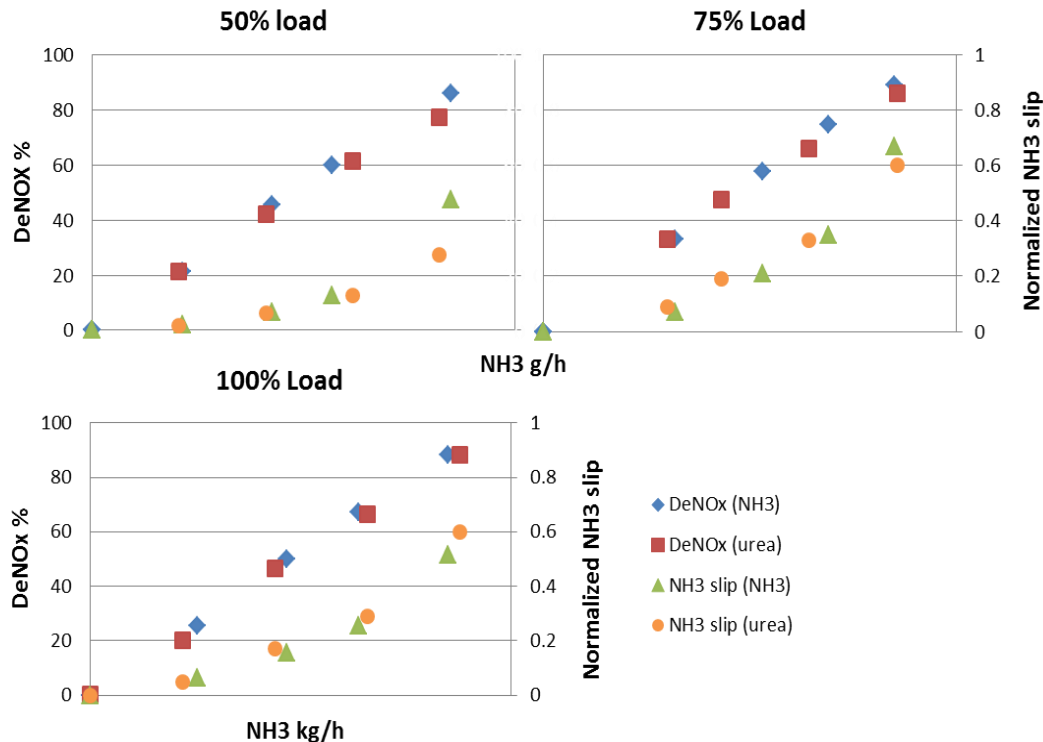 50% load
75% Load
100
80
60
40
20
0
DeNOX %
1
0.8
0.6
0.4
0.2
0
Normalized NH3 slip
NH3 g/h
100% Load
100
80
60
40
20
0
DeNOx %
1
0.8
0.6
0.4
0.2
0
Normalized NH3 slip
NH3 kg/h
DeNOx (NH3)
DeNOx (urea)
NH3 slip (NH3)
NH3 slip (urea)